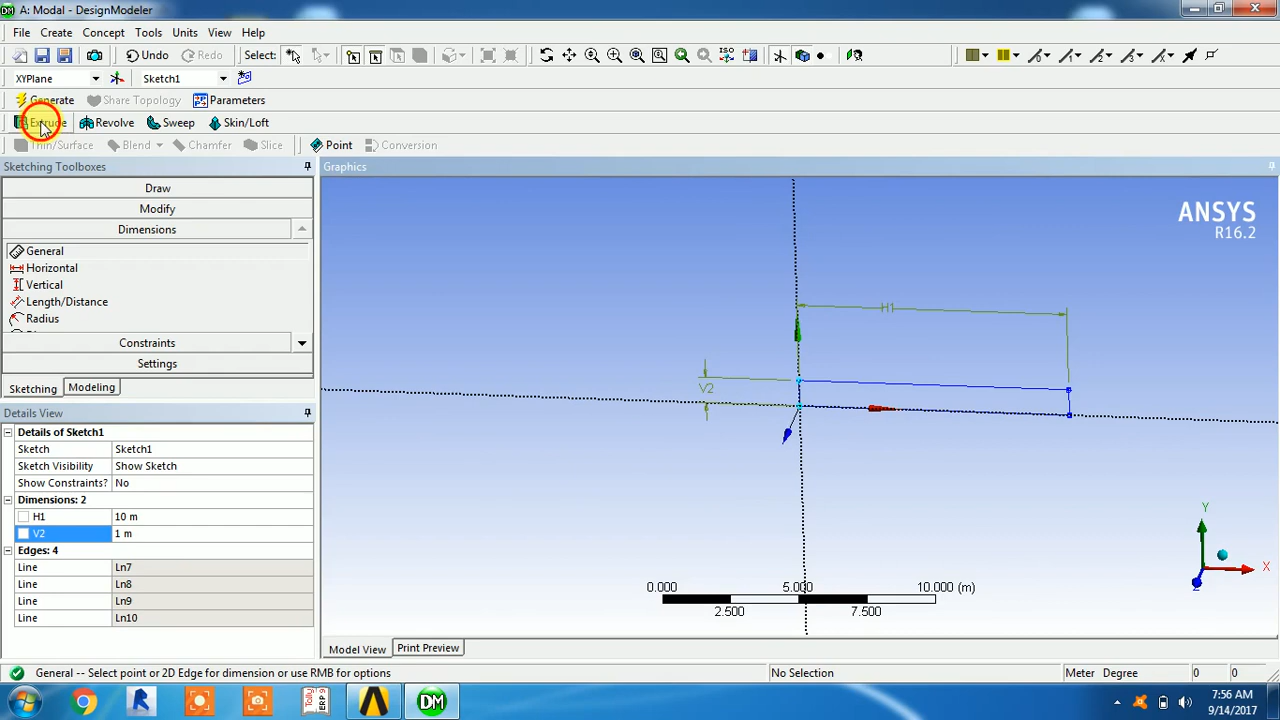 A: Modal - DesignModeler
File Create Concept Tools Units View Help
Undo Redo Select:
XYPlane Sketch1
Generate Share Topology Parameters
Extrude Revolve Sweep Skin/Loft
Thin/Surface Blend Chamfer Slice Point Conversion
Sketching Toolboxes
Draw
Modify
Dimensions
General
Horizontal
Vertical
Length/Distance
Radius
Constraints
Settings
Sketching Modeling
Details View
Details of Sketch1
Sketch Sketch1
Sketch Visibility Show Sketch
Show Constraints? No
Dimensions: 2
H1 10 m
V2 1 m
Edges: 4
Line Ln7
Line Ln8
Line Ln9
Line Ln10
Graphics
ANSYS
R16.2
H1
V2
Y
X
Z
0.000 5.000 10.000 (m)
2.500 7.500
Model View Print Preview
General -- Select point or 2D Edge for dimension or use RMB for options
No Selection
Meter Degree 0 0
DM
Tally
ERP 9
DM
7:56 AM
9/14/2017